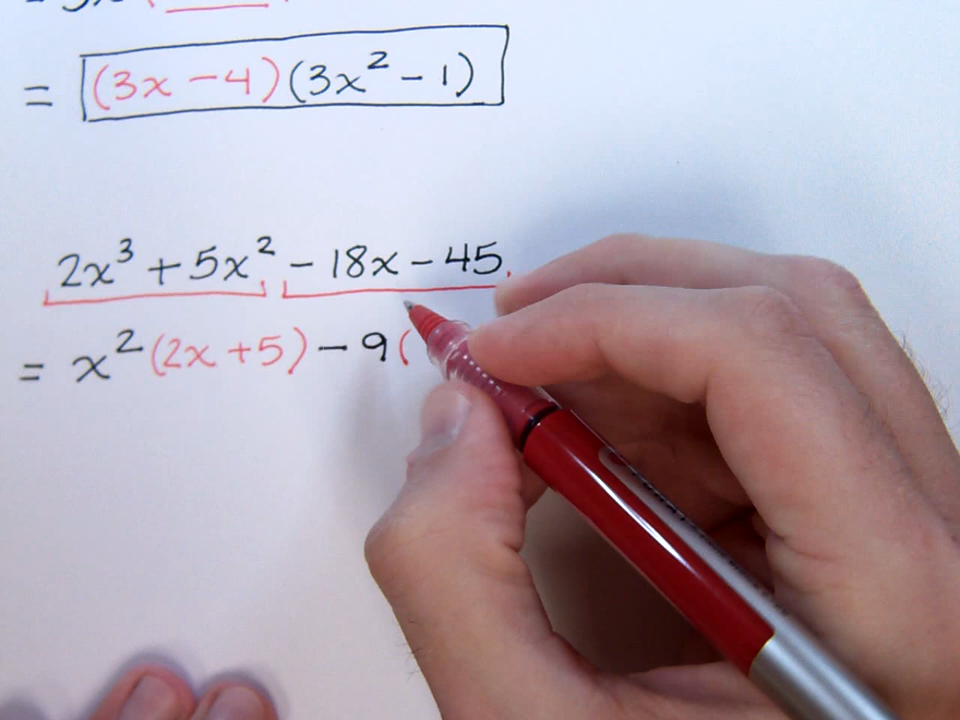 = (3x - 4)(3x² - 1)
2x³ + 5x² - 18x - 45
= x²(2x + 5) - 9(